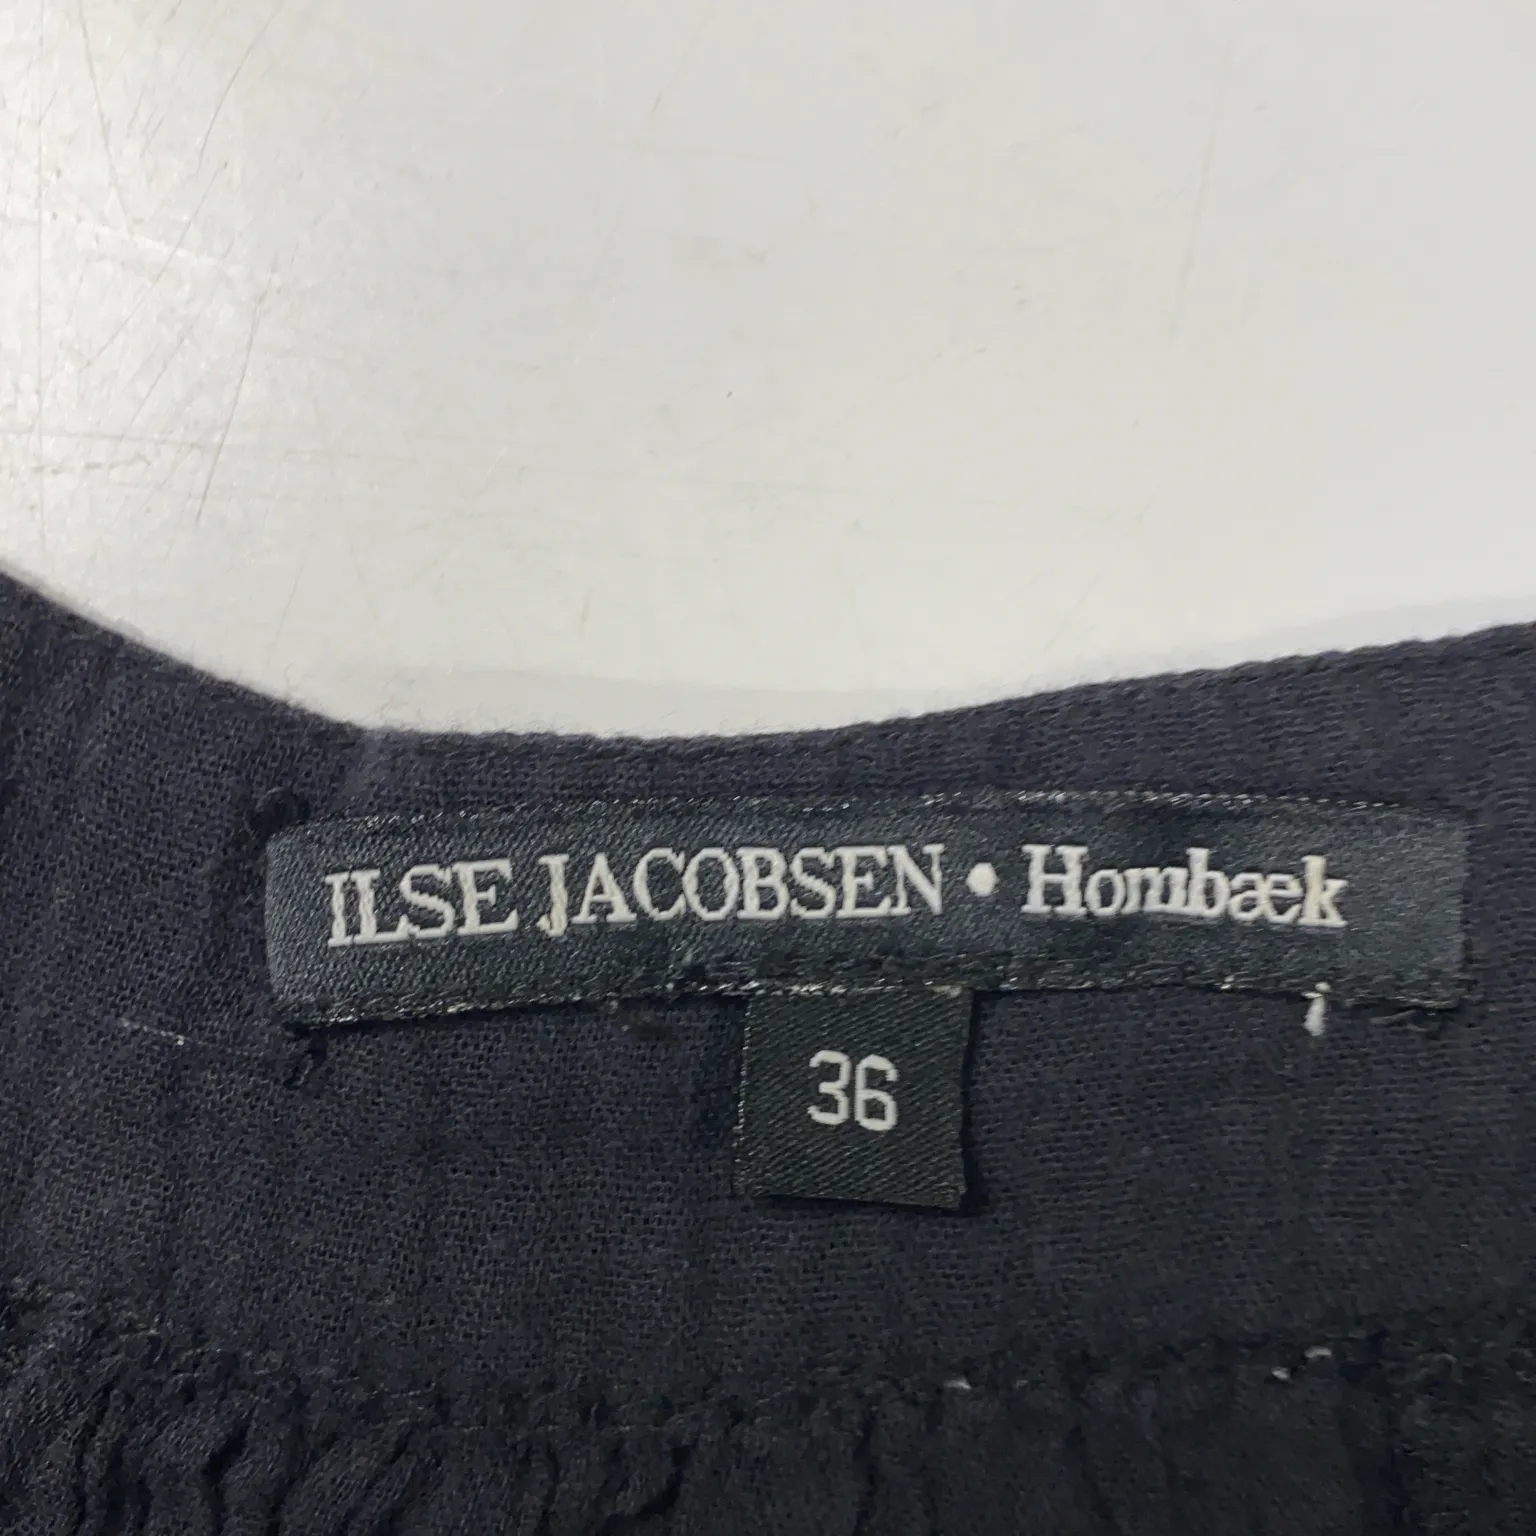 ILSE JACOBSEN • Hornbæk
36